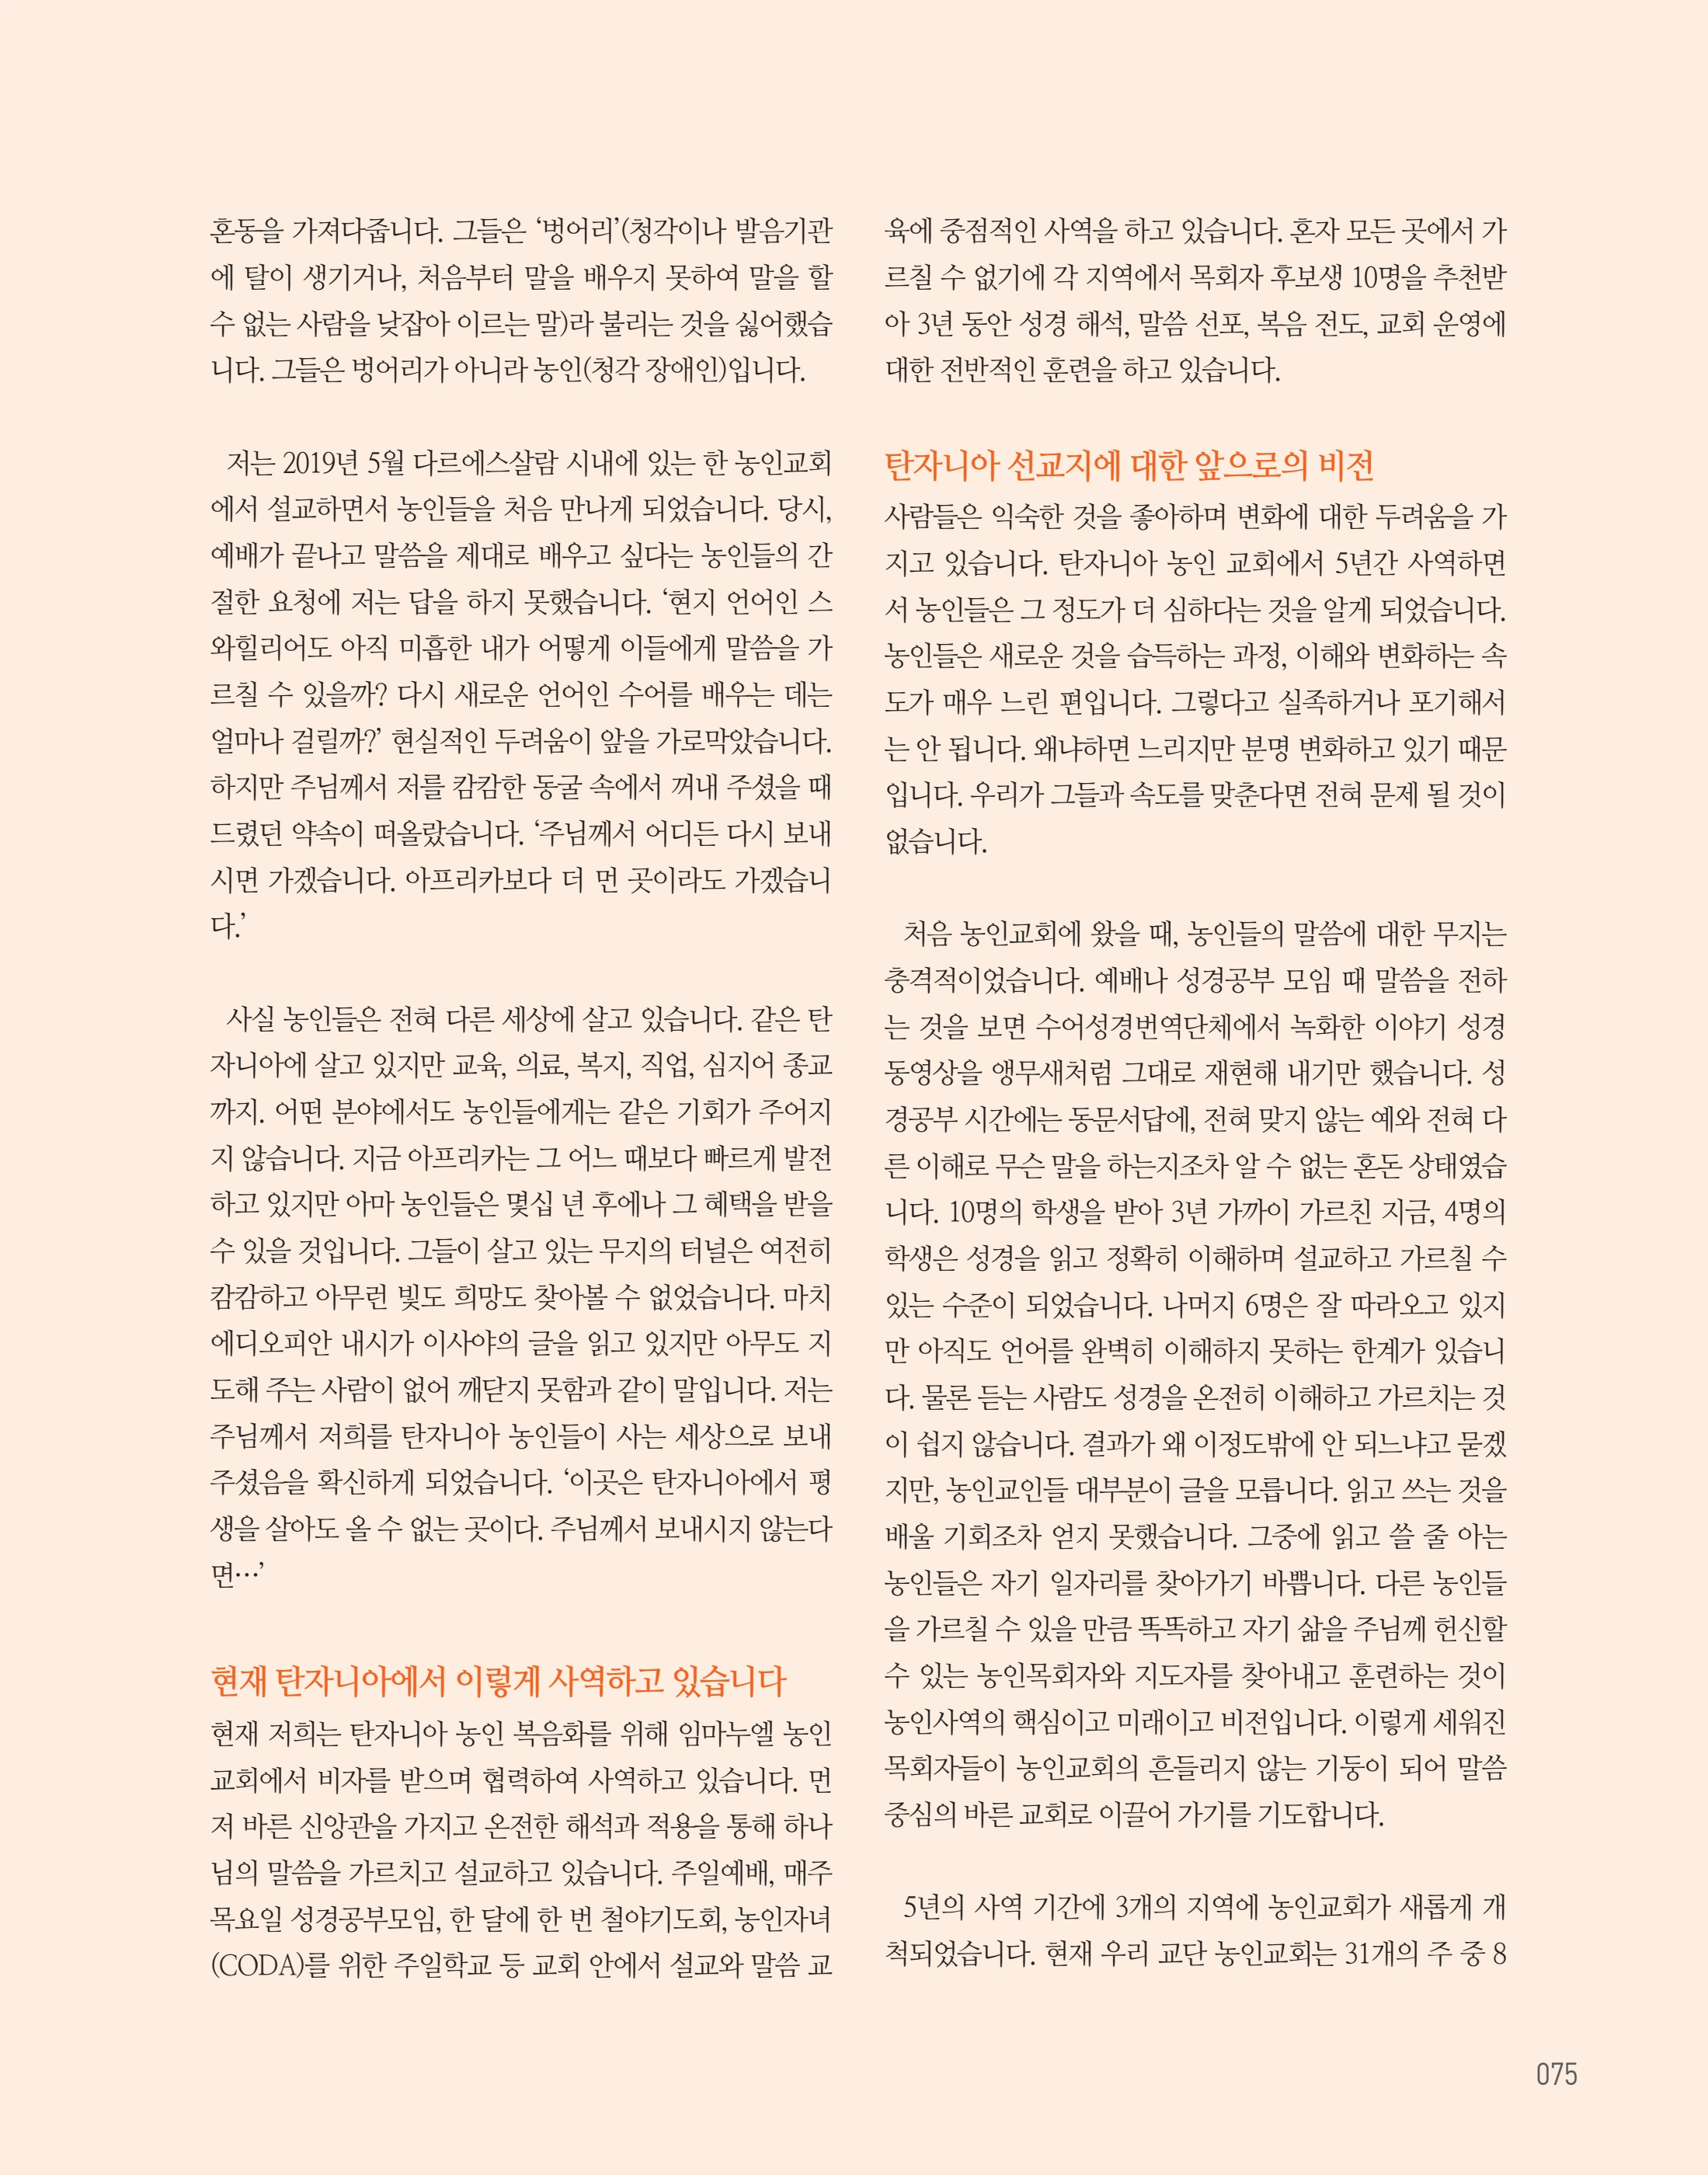 혼동을 가져다줍니다. 그들은 ‘벙어리’(청각이나 발음기관
에 탈이 생기거나, 처음부터 말을 배우지 못하여 말을 할
수 없는 사람을 낮잡아 이르는 말)라 불리는 것을 싫어했습
니다. 그들은 벙어리가 아니라 농인(청각 장애인)입니다.
저는 2019년 5월 다르에스살람 시내에 있는 한 농인교회
에서 설교하면서 농인들을 처음 만나게 되었습니다. 당시,
예배가 끝나고 말씀을 제대로 배우고 싶다는 농인들의 간
절한 요청에 저는 답을 하지 못했습니다. ‘현지 언어인 스
와힐리어도 아직 미흡한 내가 어떻게 이들에게 말씀을 가
르칠 수 있을까? 다시 새로운 언어인 수어를 배우는 데는
얼마나 걸릴까?’ 현실적인 두려움이 앞을 가로막았습니다.
하지만 주님께서 저를 캄캄한 동굴 속에서 꺼내 주셨을 때
드렸던 약속이 떠올랐습니다. ‘주님께서 어디든 다시 보내
시면 가겠습니다. 아프리카보다 더 먼 곳이라도 가겠습니
다.’
사실 농인들은 전혀 다른 세상에 살고 있습니다. 같은 탄
자니아에 살고 있지만 교육, 의료, 복지, 직업, 심지어 종교
까지. 어떤 분야에서도 농인들에게는 같은 기회가 주어지
지 않습니다. 지금 아프리카는 그 어느 때보다 빠르게 발전
하고 있지만 아마 농인들은 몇십 년 후에나 그 혜택을 받을
수 있을 것입니다. 그들이 살고 있는 무지의 터널은 여전히
캄캄하고 아무런 빛도 희망도 찾아볼 수 없었습니다. 마치
에디오피안 내시가 이사야의 글을 읽고 있지만 아무도 지
도해 주는 사람이 없어 깨닫지 못함과 같이 말입니다. 저는
주님께서 저희를 탄자니아 농인들이 사는 세상으로 보내
주셨음을 확신하게 되었습니다. ‘이곳은 탄자니아에서 평
생을 살아도 올 수 없는 곳이다. 주님께서 보내시지 않는다
면…’
현재 탄자니아에서 이렇게 사역하고 있습니다
현재 저희는 탄자니아 농인 복음화를 위해 임마누엘 농인
교회에서 비자를 받으며 협력하여 사역하고 있습니다. 먼
저 바른 신앙관을 가지고 온전한 해석과 적용을 통해 하나
님의 말씀을 가르치고 설교하고 있습니다. 주일예배, 매주
목요일 성경공부모임, 한 달에 한 번 철야기도회, 농인자녀
(CODA)를 위한 주일학교 등 교회 안에서 설교와 말씀 교
육에 중점적인 사역을 하고 있습니다. 혼자 모든 곳에서 가
르칠 수 없기에 각 지역에서 목회자 후보생 10명을 추천받
아 3년 동안 성경 해석, 말씀 선포, 복음 전도, 교회 운영에
대한 전반적인 훈련을 하고 있습니다.
탄자니아 선교지에 대한 앞으로의 비전
사람들은 익숙한 것을 좋아하며 변화에 대한 두려움을 가
지고 있습니다. 탄자니아 농인 교회에서 5년간 사역하면
서 농인들은 그 정도가 더 심하다는 것을 알게 되었습니다.
농인들은 새로운 것을 습득하는 과정, 이해와 변화하는 속
도가 매우 느린 편입니다. 그렇다고 실족하거나 포기해서
는 안 됩니다. 왜냐하면 느리지만 분명 변화하고 있기 때문
입니다. 우리가 그들과 속도를 맞춘다면 전혀 문제 될 것이
없습니다.
처음 농인교회에 왔을 때, 농인들의 말씀에 대한 무지는
충격적이었습니다. 예배나 성경공부 모임 때 말씀을 전하
는 것을 보면 수어성경번역단체에서 녹화한 이야기 성경
동영상을 앵무새처럼 그대로 재현해 내기만 했습니다. 성
경공부 시간에는 동문서답에, 전혀 맞지 않는 예와 전혀 다
른 이해로 무슨 말을 하는지조차 알 수 없는 혼돈 상태였습
니다. 10명의 학생을 받아 3년 가까이 가르친 지금, 4명의
학생은 성경을 읽고 정확히 이해하며 설교하고 가르칠 수
있는 수준이 되었습니다. 나머지 6명은 잘 따라오고 있지
만 아직도 언어를 완벽히 이해하지 못하는 한계가 있습니
다. 물론 듣는 사람도 성경을 온전히 이해하고 가르치는 것
이 쉽지 않습니다. 결과가 왜 이정도밖에 안 되느냐고 묻겠
지만, 농인교인들 대부분이 글을 모릅니다. 읽고 쓰는 것을
배울 기회조차 얻지 못했습니다. 그중에 읽고 쓸 줄 아는
농인들은 자기 일자리를 찾아가기 바쁩니다. 다른 농인들
을 가르칠 수 있을 만큼 똑똑하고 자기 삶을 주님께 헌신할
수 있는 농인목회자와 지도자를 찾아내고 훈련하는 것이
농인사역의 핵심이고 미래이고 비전입니다. 이렇게 세워진
목회자들이 농인교회의 흔들리지 않는 기둥이 되어 말씀
중심의 바른 교회로 이끌어 가기를 기도합니다.
5년의 사역 기간에 3개의 지역에 농인교회가 새롭게 개
척되었습니다. 현재 우리 교단 농인교회는 31개의 주 중 8
075